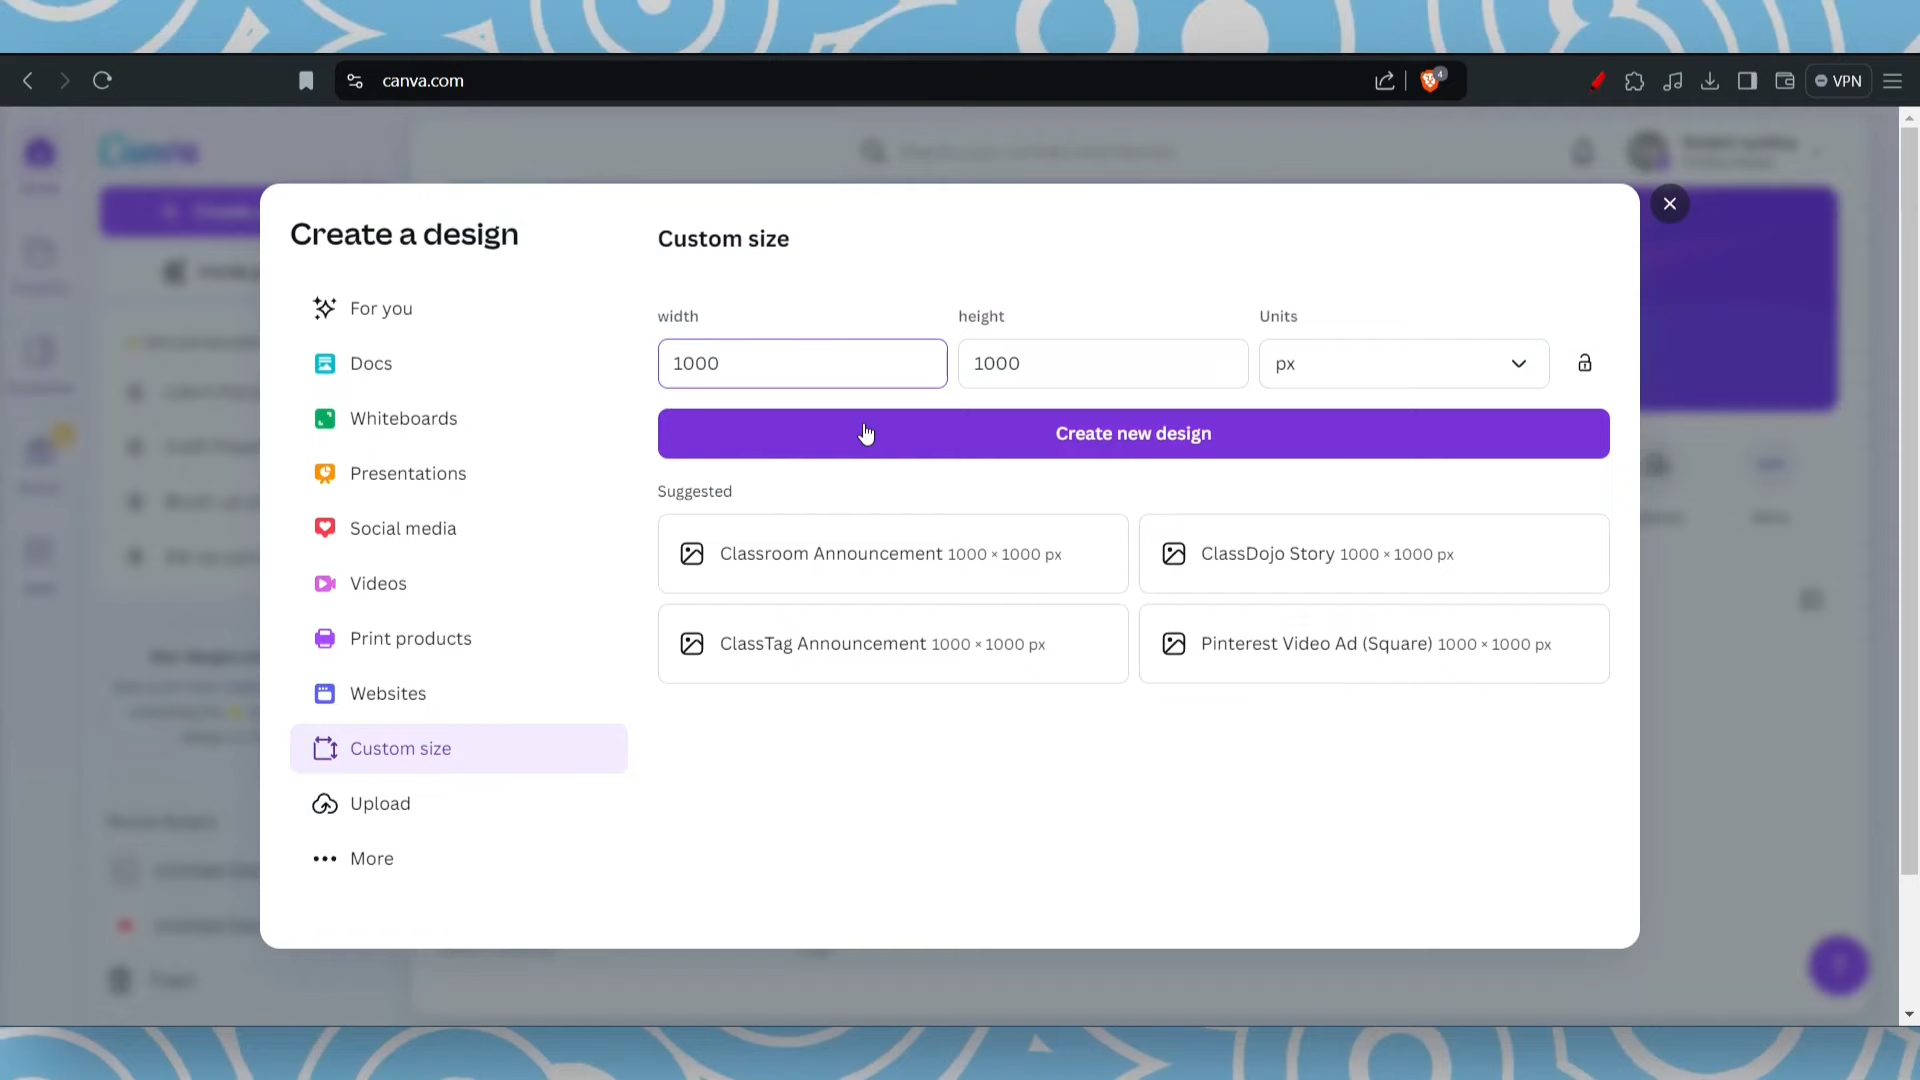 canva.com
4
VPN
Canva
Create a design
For you
Docs
Whiteboards
Presentations
Social media
Videos
Print products
Websites
Custom size
Upload
More
Custom size
width
height
Units
1000
1000
px
Create new design
Suggested
Classroom Announcement 1000 × 1000 px
ClassDojo Story 1000 × 1000 px
ClassTag Announcement 1000 × 1000 px
Pinterest Video Ad (Square) 1000 × 1000 px